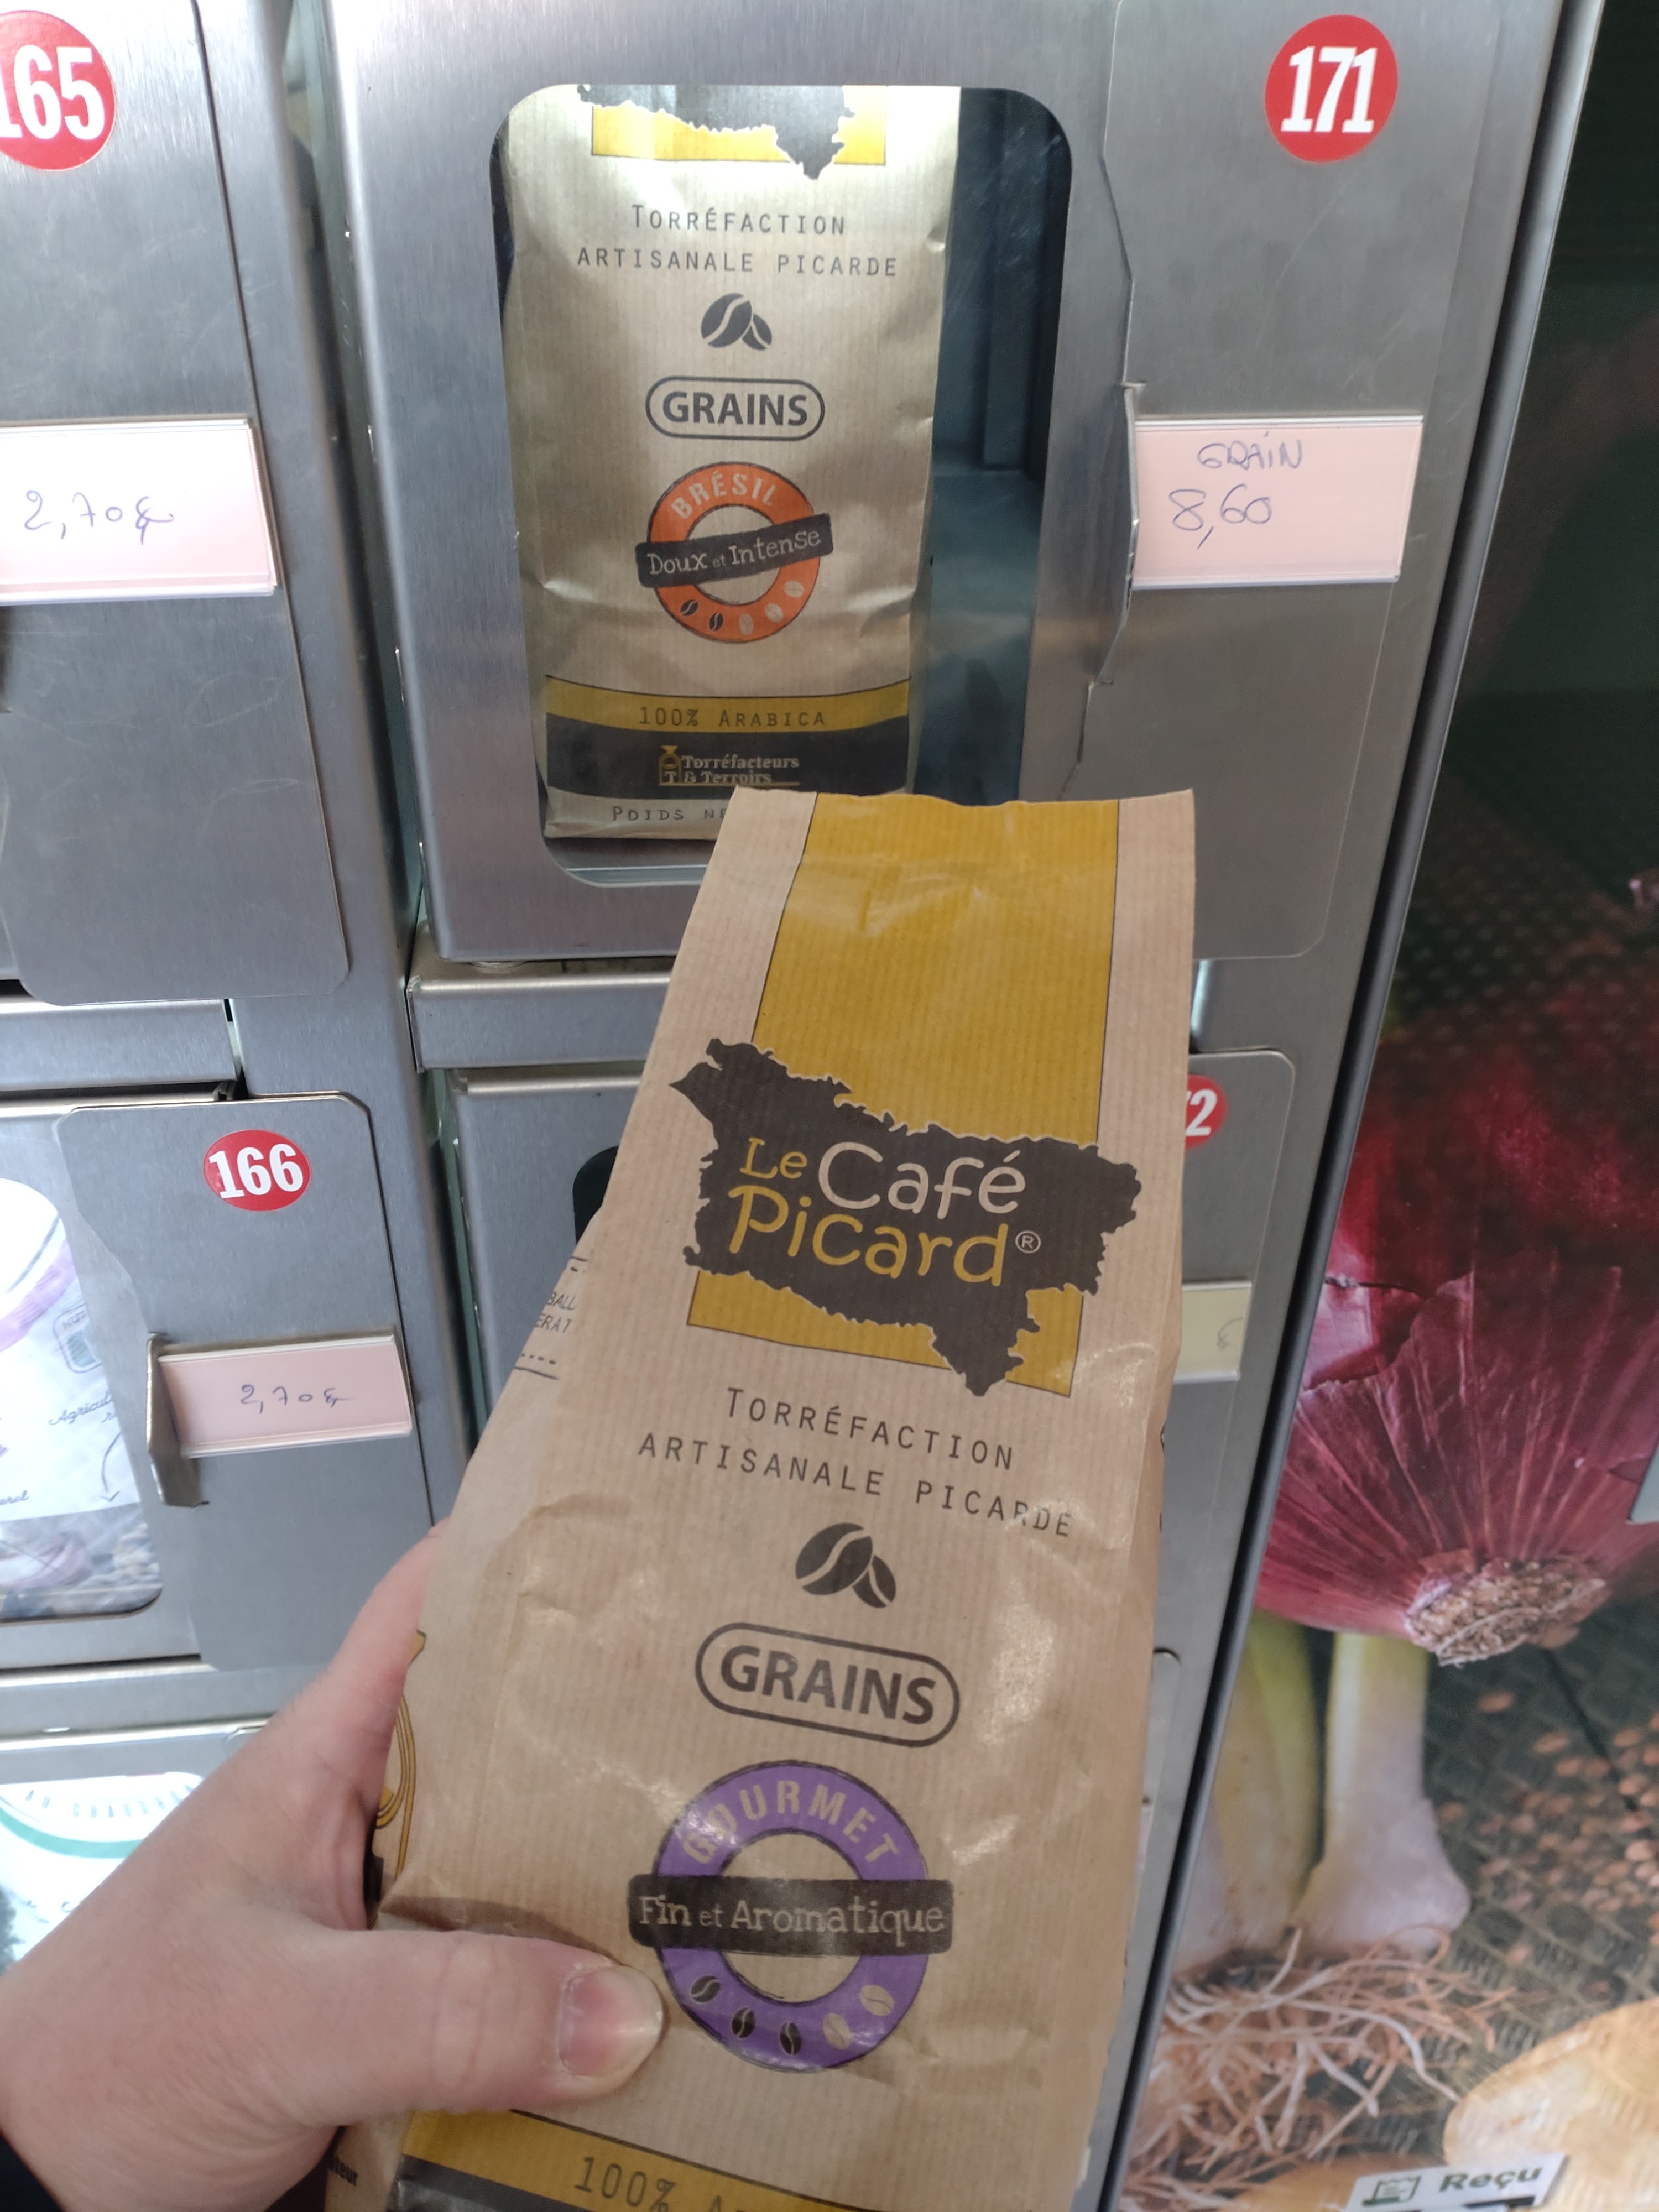 165
171
TORRÉFACTION
ARTISANALE PICARDE
GRAINS
GRAIN
8,60
BRÉSIL
Doux et Intense
2,70€
100% ARABICA
Torréfacteurs
& Terroirs
POIDS
166
2,70€
Le Café
Picard®
TORRÉFACTION
ARTISANALE PICARDE
GRAINS
GOURMET
Fin et Aromatique
100%
Reçu